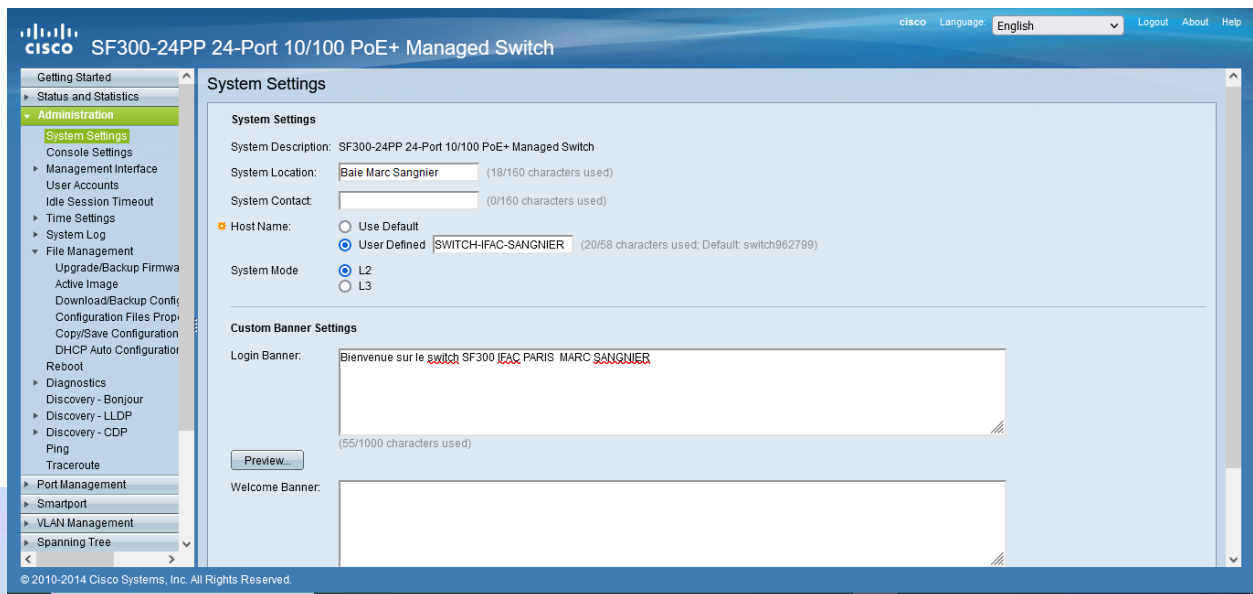 cisco Language: English Logout About Help
CISCO SF300-24PP 24-Port 10/100 PoE+ Managed Switch
Getting Started
Status and Statistics
Administration
System Settings
Console Settings
Management Interface
User Accounts
Idle Session Timeout
Time Settings
System Log
File Management
Upgrade/Backup Firmwa
Active Image
Download/Backup Config
Configuration Files Prop
Copy/Save Configuration
DHCP Auto Configuration
Reboot
Diagnostics
Discovery - Bonjour
Discovery - LLDP
Discovery - CDP
Ping
Traceroute
Port Management
Smartport
VLAN Management
Spanning Tree
System Settings
System Settings
System Description: SF300-24PP 24-Port 10/100 PoE+ Managed Switch
System Location: Baie Marc Sangnier (18/160 characters used)
System Contact: (0/160 characters used)
Host Name: Use Default
User Defined SWITCH-IFAC-SANGNIER (20/58 characters used; Default: switch962799)
System Mode L2
L3
Custom Banner Settings
Login Banner: Bienvenue sur le switch SF300 IFAC PARIS MARC SANGNIER
(55/1000 characters used)
Preview...
Welcome Banner:
© 2010-2014 Cisco Systems, Inc. All Rights Reserved.